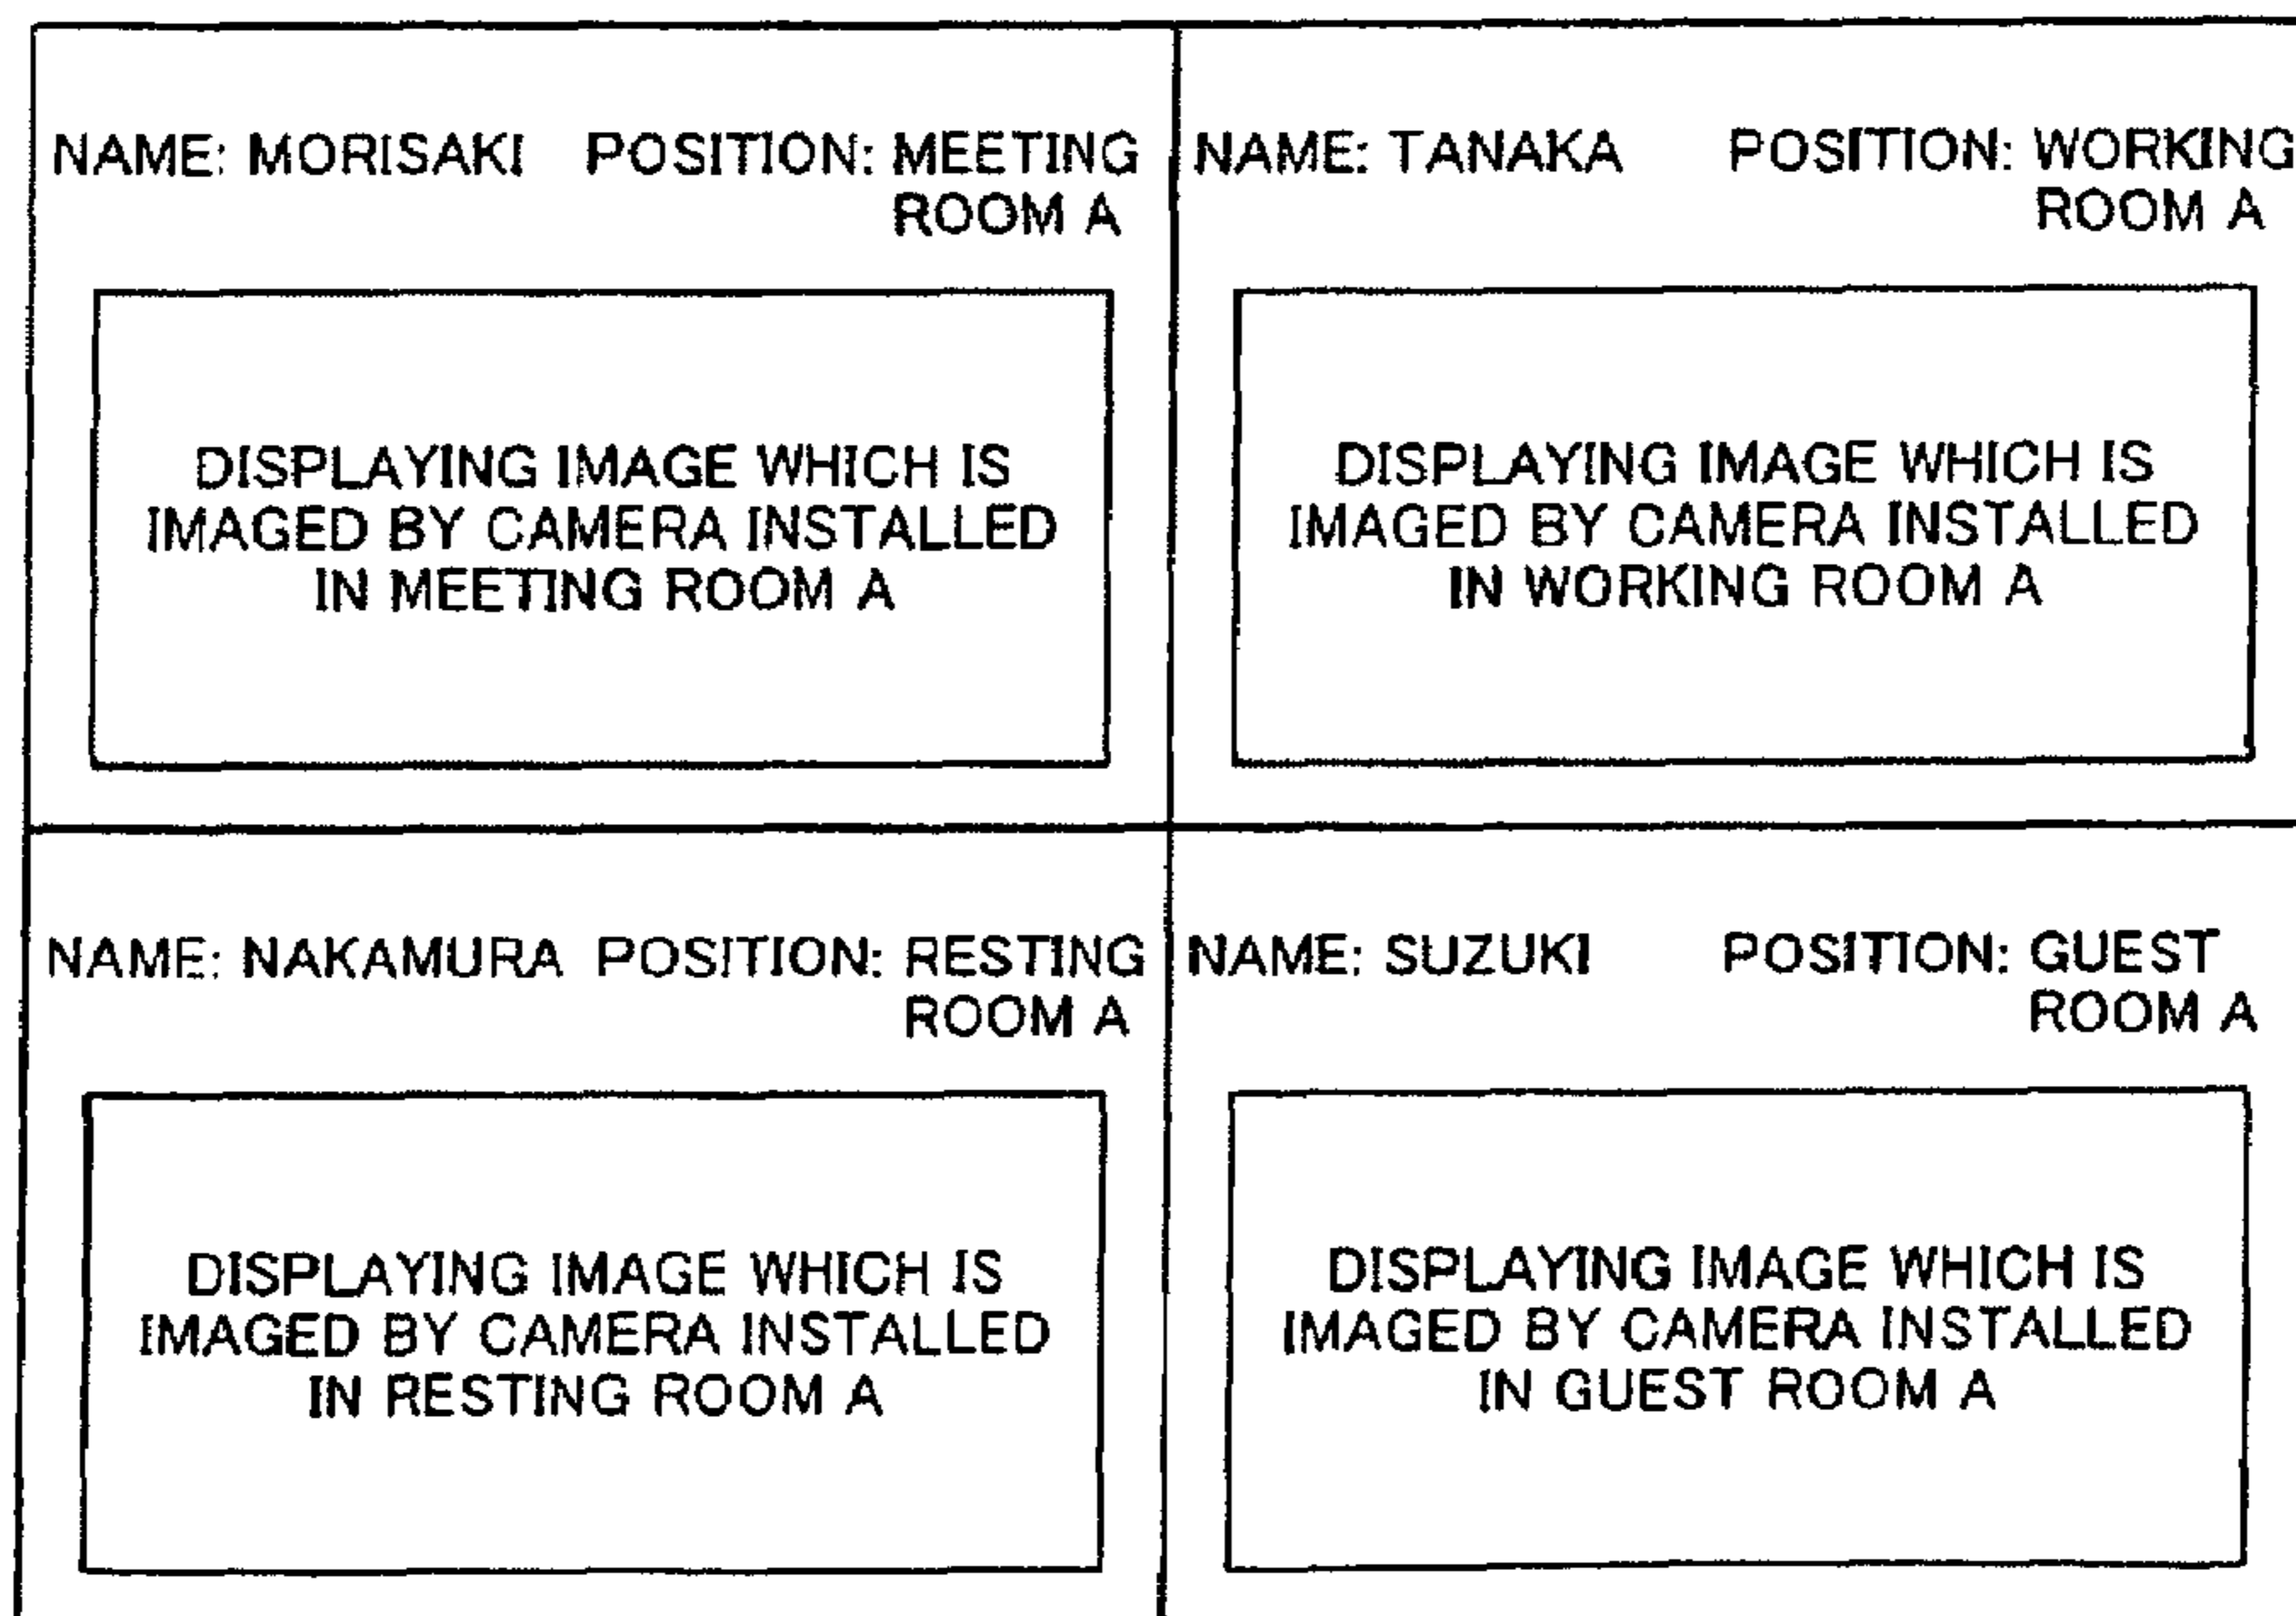 NAME: MORISAKI POSITION: MEETING
ROOM A
DISPLAYING IMAGE WHICH IS
IMAGED BY CAMERA INSTALLED
IN MEETING ROOM A
NAME: TANAKA POSITION: WORKING
ROOM A
DISPLAYING IMAGE WHICH IS
IMAGED BY CAMERA INSTALLED
IN WORKING ROOM A
NAME: NAKAMURA POSITION: RESTING
ROOM A
DISPLAYING IMAGE WHICH IS
IMAGED BY CAMERA INSTALLED
IN RESTING ROOM A
NAME: SUZUKI POSITION: GUEST
ROOM A
DISPLAYING IMAGE WHICH IS
IMAGED BY CAMERA INSTALLED
IN GUEST ROOM A